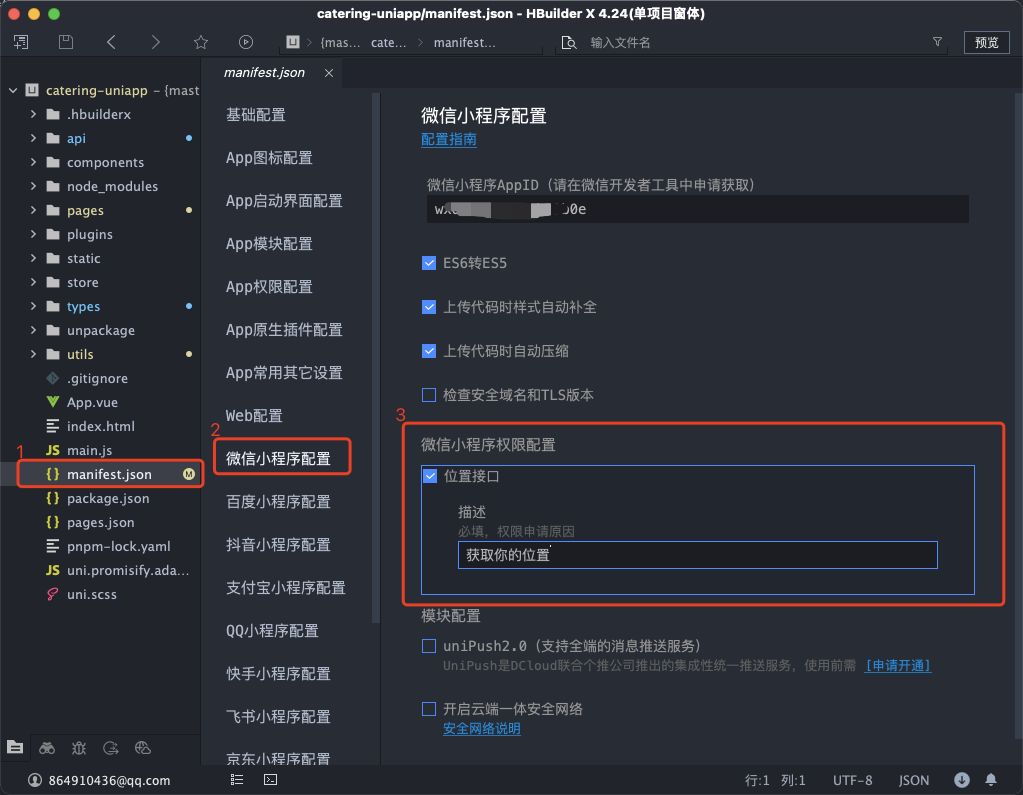 catering-uniapp/manifest.json - HBuilder X 4.24(单项目窗体)
{mas... cate... manifest... 输入文件名 预览
manifest.json
catering-uniapp - {mast
.hbuilderx
api
components
node_modules
pages
plugins
static
store
types
unpackage
utils
.gitignore
App.vue
index.html
1
JS main.js
{} manifest.json M
{} package.json
{} pages.json
pnpm-lock.yaml
JS uni.promisify.ada...
uni.scss
基础配置
App图标配置
App启动界面配置
App模块配置
App权限配置
App原生插件配置
App常用其它设置
Web配置
2
微信小程序配置
百度小程序配置
抖音小程序配置
支付宝小程序配置
QQ小程序配置
快手小程序配置
飞书小程序配置
京东小程序配置
微信小程序配置
配置指南
微信小程序AppID（请在微信开发者工具中申请获取）
ES6转ES5
上传代码时样式自动补全
上传代码时自动压缩
检查安全域名和TLS版本
3
微信小程序权限配置
位置接口
描述
必填，权限申请原因
获取你的位置
模块配置
uniPush2.0（支持全端的消息推送服务）
UniPush是DCloud联合个推公司推出的集成性统一推送服务，使用前需 [申请开通]
开启云端一体安全网络
安全网络说明
864910436@qq.com
行:1 列:1 UTF-8 JSON